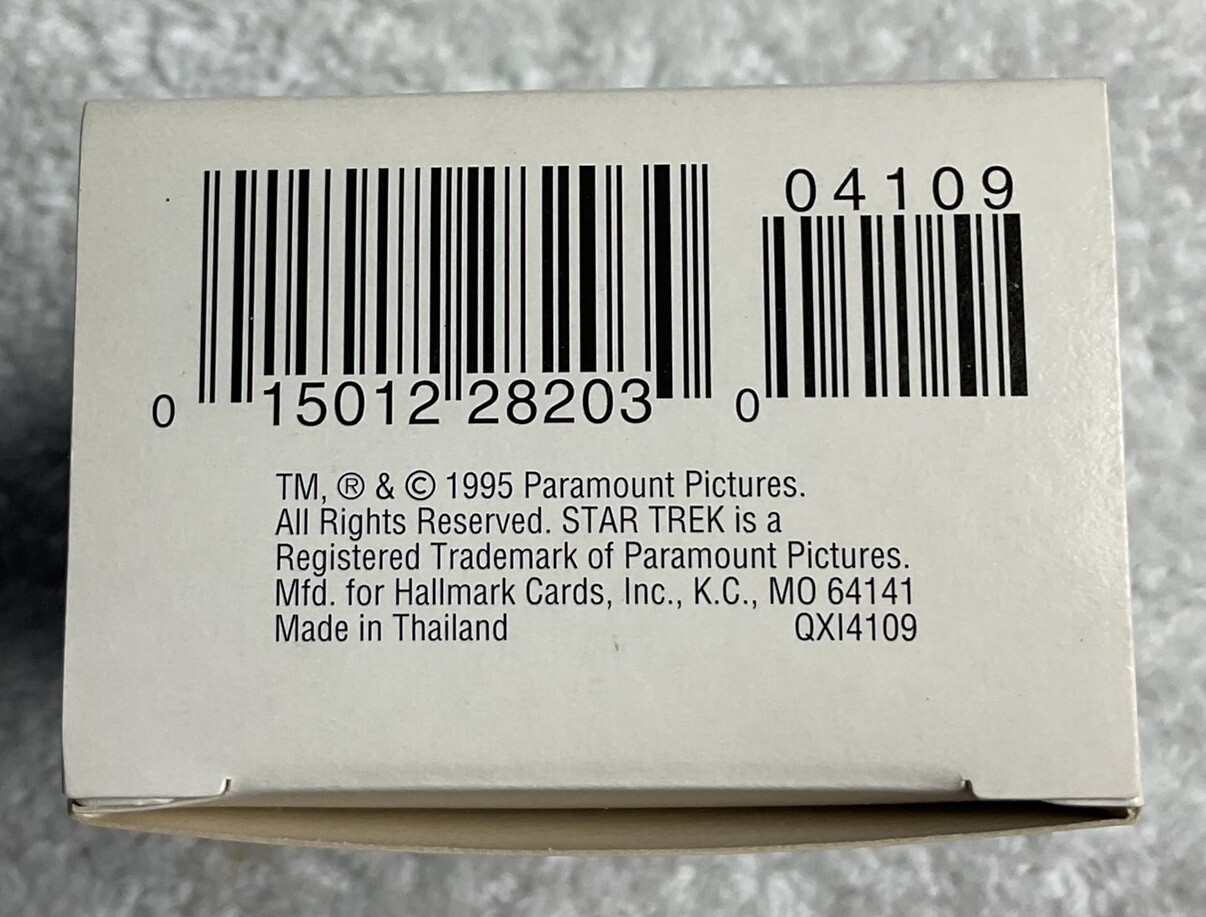 04109
0 15012 28203 0
TM, ® & © 1995 Paramount Pictures.
All Rights Reserved. STAR TREK is a
Registered Trademark of Paramount Pictures.
Mfd. for Hallmark Cards, Inc., K.C., MO 64141
Made in Thailand QXI4109